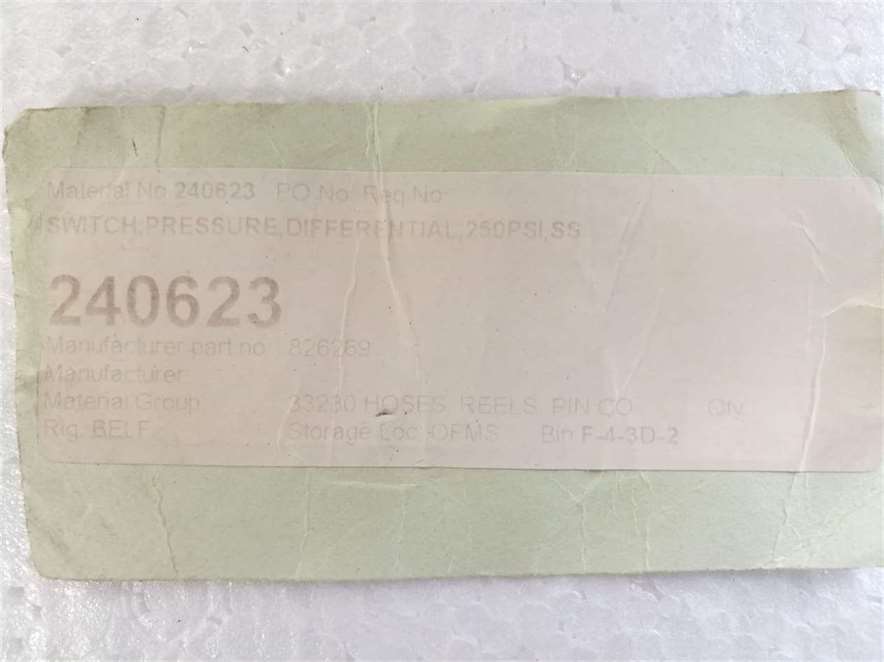 Material No 240623 PO No Req No
SWITCH,PRESSURE,DIFFERENTIAL,250PSI,SS
240623
Manufacturer part no 826269
Manufacturer
Material Group 33230 HOSES REELS PIN CO
Rig. BELF Storage Loc: OFMS Bin F-4-3D-2